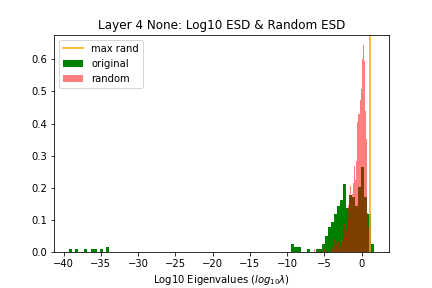 Layer 4 None: Log10 ESD & Random ESD
max rand
original
random
0.6
0.5
0.4
0.3
0.2
0.1
0.0
−40 −35 −30 −25 −20 −15 −10 −5 0
Log10 Eigenvalues (log₁₀λ)